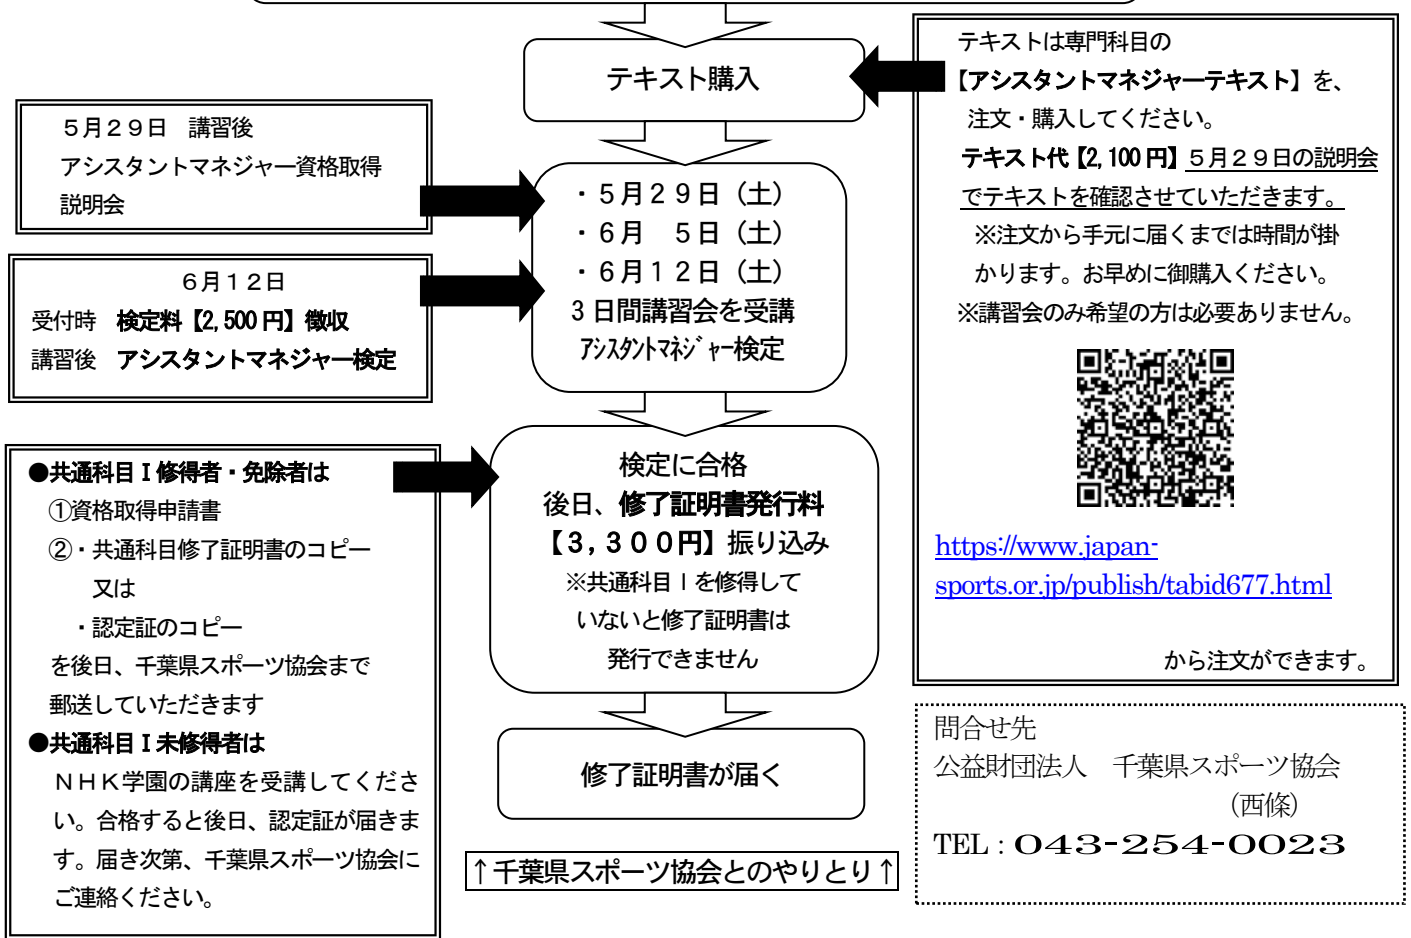 テキスト購入
テキストは専門科目の
【アシスタントマネジャーテキスト】を、
注文・購入してください。
テキスト代【2,100円】５月２９日の説明会
でテキストを確認させていただきます。
※注文から手元に届くまでは時間が掛
かります。お早めに御購入ください。
※講習会のみ希望の方は必要ありません。
https://www.japan-
sports.or.jp/publish/tabid677.html
から注文ができます。
５月２９日　講習後
アシスタントマネジャー資格取得
説明会
６月１２日
受付時　検定料【2,500円】徴収
講習後　アシスタントマネジャー検定
・５月２９日（土）
・６月　５日（土）
・６月１２日（土）
３日間講習会を受講
ｱｼｽﾀﾝﾄﾏﾈｼﾞｬｰ検定
●共通科目Ⅰ修得者・免除者は
①資格取得申請書
②・共通科目修了証明書のコピー
又は
・認定証のコピー
を後日、千葉県スポーツ協会まで
郵送していただきます
●共通科目Ⅰ未修得者は
ＮＨＫ学園の講座を受講してくださ
い。合格すると後日、認定証が届きま
す。届き次第、千葉県スポーツ協会に
ご連絡ください。
検定に合格
後日、修了証明書発行料
【３,３００円】振り込み
※共通科目Ⅰを修得して
いないと修了証明書は
発行できません
修了証明書が届く
↑千葉県スポーツ協会とのやりとり↑
問合せ先
公益財団法人　千葉県スポーツ協会
（西條）
TEL：043-254-0023